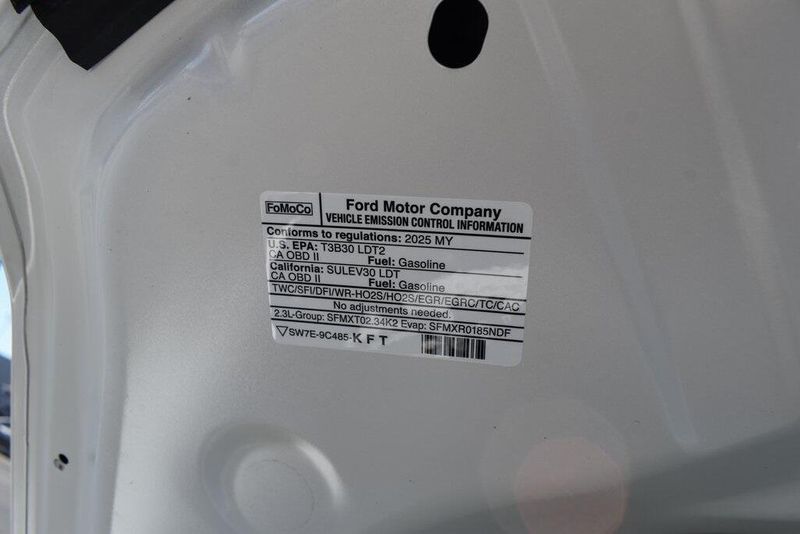 FoMoCo
Ford Motor Company
VEHICLE EMISSION CONTROL INFORMATION
Conforms to regulations: 2025 MY
U.S. EPA: T3B30 LDT2
CA OBD II Fuel: Gasoline
California: SULEV30 LDT
CA OBD II Fuel: Gasoline
TWC/SFI/DFI/WR-HO2S/HO2S/EGR/EGRC/TC/CAC
No adjustments needed.
2.3L-Group: SFMXT02.34K2 Evap: SFMXR0185NDF
SW7E-9C485-KFT